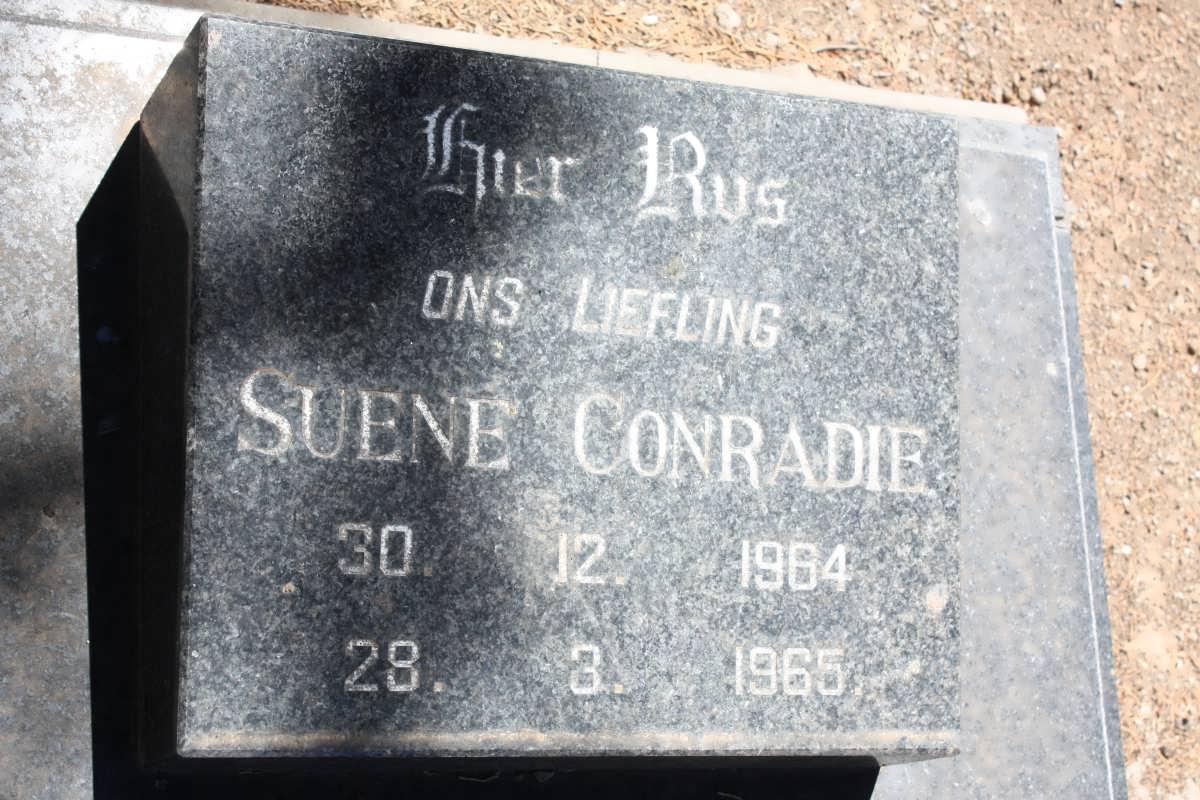 Hier Rus
ONS LIEFLING
SUENE CONRADIE
30. 12. 1964
28. 3. 1965.